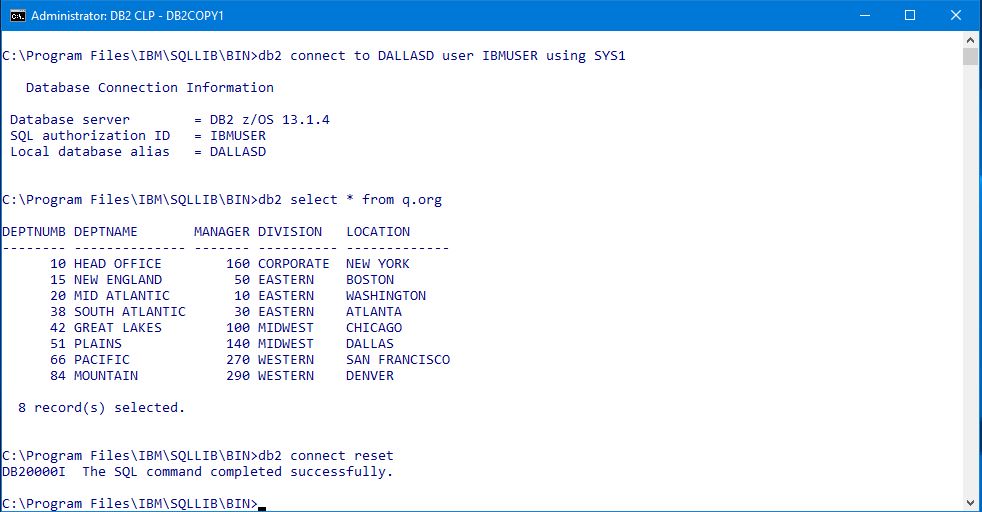 Administrator: DB2 CLP - DB2COPY1
C:\Program Files\IBM\SQLLIB\BIN>db2 connect to DALLASD user IBMUSER using SYS1
   Database Connection Information
 Database server        = DB2 z/OS 13.1.4
 SQL authorization ID   = IBMUSER
 Local database alias   = DALLASD
C:\Program Files\IBM\SQLLIB\BIN>db2 select * from q.org
DEPTNUMB DEPTNAME       MANAGER DIVISION   LOCATION
-------- -------------- ------- ---------- -------------
      10 HEAD OFFICE        160 CORPORATE  NEW YORK
      15 NEW ENGLAND         50 EASTERN    BOSTON
      20 MID ATLANTIC        10 EASTERN    WASHINGTON
      38 SOUTH ATLANTIC      30 EASTERN    ATLANTA
      42 GREAT LAKES        100 MIDWEST    CHICAGO
      51 PLAINS             140 MIDWEST    DALLAS
      66 PACIFIC            270 WESTERN    SAN FRANCISCO
      84 MOUNTAIN           290 WESTERN    DENVER
  8 record(s) selected.
C:\Program Files\IBM\SQLLIB\BIN>db2 connect reset
DB20000I  The SQL command completed successfully.
C:\Program Files\IBM\SQLLIB\BIN>